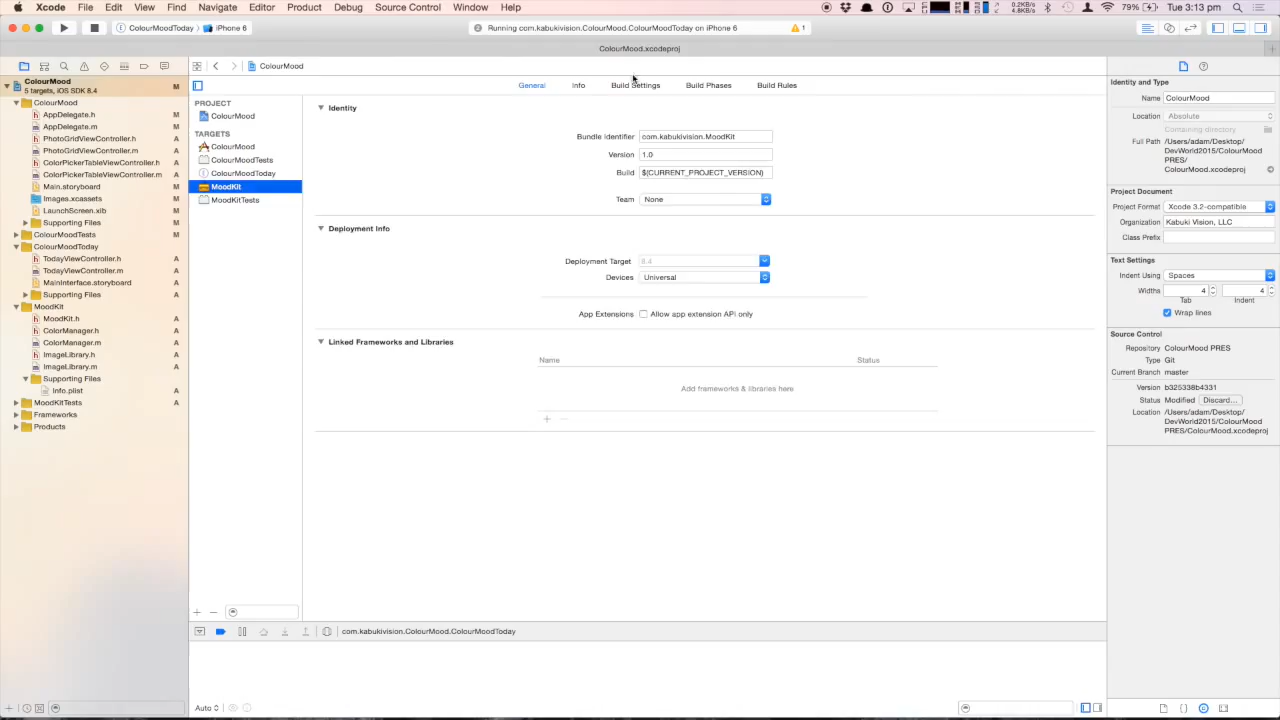 Xcode File Edit View Find Navigate Editor Product Debug Source Control Window Help
0.2KB/s
79% Tue 3:13 pm
ColourMoodToday iPhone 6
Running com.kabukivision.ColourMood.ColourMoodToday on iPhone 6
1
ColourMood.xcodeproj
ColourMood
5 targets, iOS SDK 8.4
M
ColourMood
AppDelegate.h M
AppDelegate.m M
PhotoGridViewController.h A
PhotoGridViewController.m A
ColorPickerTableViewController.h A
ColorPickerTableViewController.m A
Main.storyboard M
Images.xcassets M
LaunchScreen.xib M
Supporting Files M
ColourMoodTests M
ColourMoodToday
TodayViewController.h A
TodayViewController.m A
MainInterface.storyboard A
Supporting Files A
MoodKit
MoodKit.h A
ColorManager.h A
ColorManager.m A
ImageLibrary.h A
ImageLibrary.m A
Supporting Files
Info.plist A
MoodKitTests A
Frameworks
Products
ColourMood
General Info Build Settings Build Phases Build Rules
PROJECT
ColourMood
TARGETS
ColourMood
ColourMoodTests
ColourMoodToday
MoodKit
MoodKitTests
Identity
Bundle Identifier com.kabukivision.MoodKit
Version 1.0
Build $(CURRENT_PROJECT_VERSION)
Team None
Deployment Info
Deployment Target 8.4
Devices Universal
App Extensions Allow app extension API only
Linked Frameworks and Libraries
Name Status
Add frameworks & libraries here
com.kabukivision.ColourMood.ColourMoodToday
Auto
Identity and Type
Name ColourMood
Location Absolute
Containing directory
Full Path /Users/adam/Desktop/
DevWorld2015/ColourMood
PRES/
ColourMood.xcodeproj
Project Document
Project Format Xcode 3.2-compatible
Organization Kabuki Vision, LLC
Class Prefix
Text Settings
Indent Using Spaces
Widths 4 4
Tab Indent
Wrap lines
Source Control
Repository ColourMood PRES
Type Git
Current Branch master
Version b325338b4331
Status Modified Discard...
Location /Users/adam/Desktop/
DevWorld2015/ColourMood
PRES/ColourMood.xcodeproj